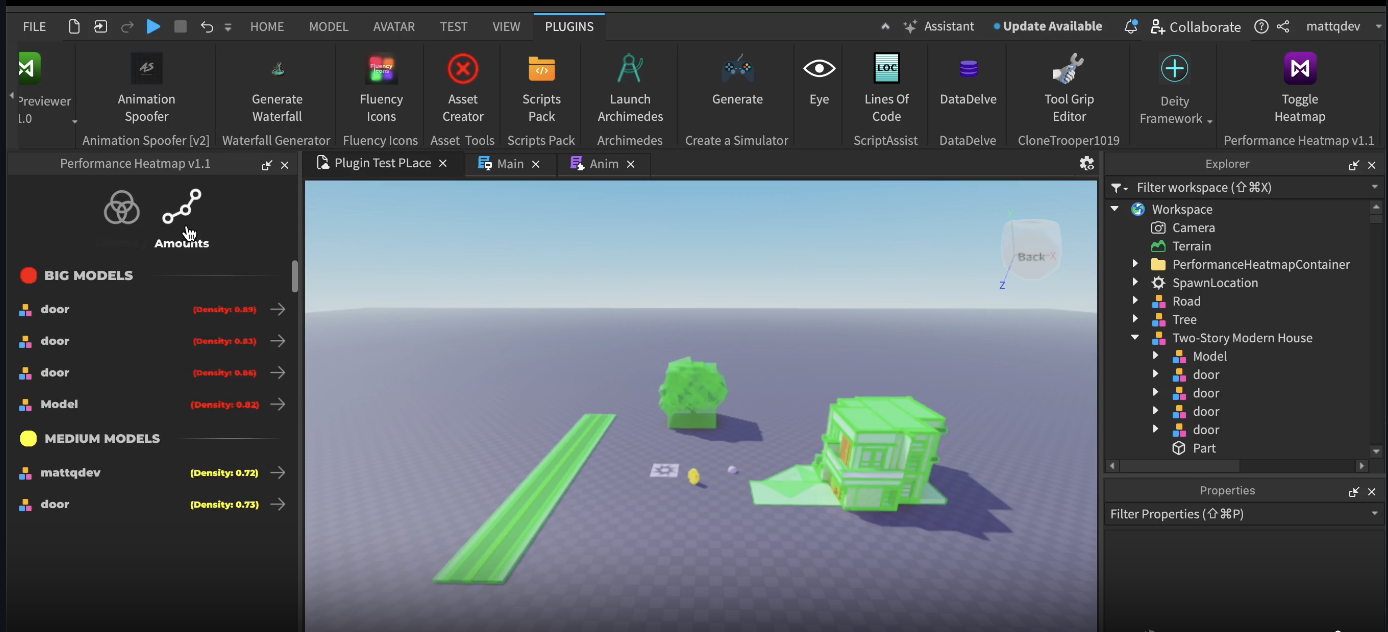 FILE HOME MODEL AVATAR TEST VIEW PLUGINS Assistant Update Available Collaborate mattqdev
Previewer
1.0
AS
Animation
Spoofer
Animation Spoofer [v2]
Generate
Waterfall
Waterfall Generator
Fluency
Icons
Fluency
Icons
Fluency Icons
Asset
Creator
Asset Tools
Scripts
Pack
Scripts Pack
Launch
Archimedes
Archimedes
Generate
Create a Simulator
Eye
LOC
Lines Of
Code
ScriptAssist
DataDelve
DataDelve
Tool Grip
Editor
CloneTrooper1019
Deity
Framework
Toggle
Heatmap
Performance Heatmap v1.1
Performance Heatmap v1.1
Amounts
BIG MODELS
door (Density: 0.89)
door (Density: 0.83)
door (Density: 0.86)
Model (Density: 0.82)
MEDIUM MODELS
mattqdev (Density: 0.72)
door (Density: 0.73)
Plugin Test PLace Main Anim
Back
X
Z
Explorer
Filter workspace (⇧⌘X)
Workspace
Camera
Terrain
PerformanceHeatmapContainer
SpawnLocation
Road
Tree
Two-Story Modern House
Model
door
door
door
door
Part
Properties
Filter Properties (⇧⌘P)